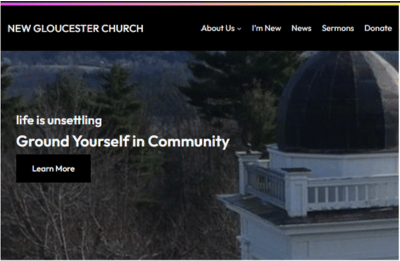 NEW GLOUCESTER CHURCH
About Us
I'm New
News
Sermons
Donate
life is unsettling
Ground Yourself in Community
Learn More